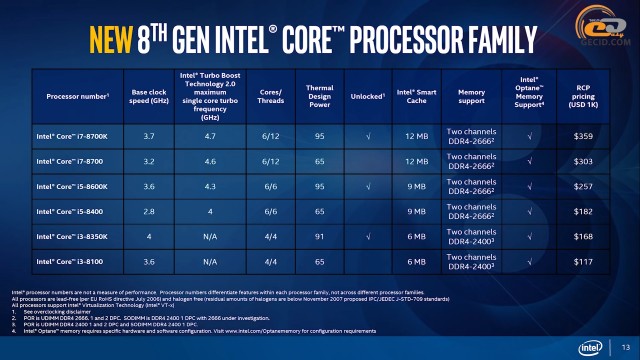 NEW 8TH GEN INTEL® CORE™ PROCESSOR FAMILY
GECID.COM
Processor number¹ Base clock speed (GHz) Intel® Turbo Boost Technology 2.0 maximum single core turbo frequency (GHz) Cores/Threads Thermal Design Power Unlocked¹ Intel® Smart Cache Memory support Intel® Optane™ Memory Support⁴ RCP pricing (USD 1K)
Intel® Core™ i7-8700K 3.7 4.7 6/12 95 √ 12 MB Two channels DDR4-2666² √ $359
Intel® Core™ i7-8700 3.2 4.6 6/12 65 12 MB Two channels DDR4-2666² √ $303
Intel® Core™ i5-8600K 3.6 4.3 6/6 95 √ 9 MB Two channels DDR4-2666² √ $257
Intel® Core™ i5-8400 2.8 4 6/6 65 9 MB Two channels DDR4-2666² √ $182
Intel® Core™ i3-8350K 4 N/A 4/4 91 √ 6 MB Two channels DDR4-2400³ √ $168
Intel® Core™ i3-8100 3.6 N/A 4/4 65 6 MB Two channels DDR4-2400³ √ $117
Intel® processor numbers are not a measure of performance Processor numbers differentiate features within each processor family, not across different processor families
All processors are lead-free (per EU RoHS directive July 2006) and halogen free (residual amounts of halogens are below November 2007 proposed IPC/JEDEC J-STD-709 standards)
All processors support Intel® Virtualization Technology (Intel® VT-x)
1. See overclocking disclaimer
2. POR is UDIMM DDR4 2666, 1 and 2 DPC. SODIMM is DDR4 2400 1 DPC with 2666 under investigation.
3. POR is UDIMM DDR4 2400 1 and 2 DPC and SODIMM DDR4 2400 1 DPC.
4. Intel® Optane™ memory requires specific hardware and software configuration. Visit www.intel.com/Optanememory for configuration requirements
intel 13